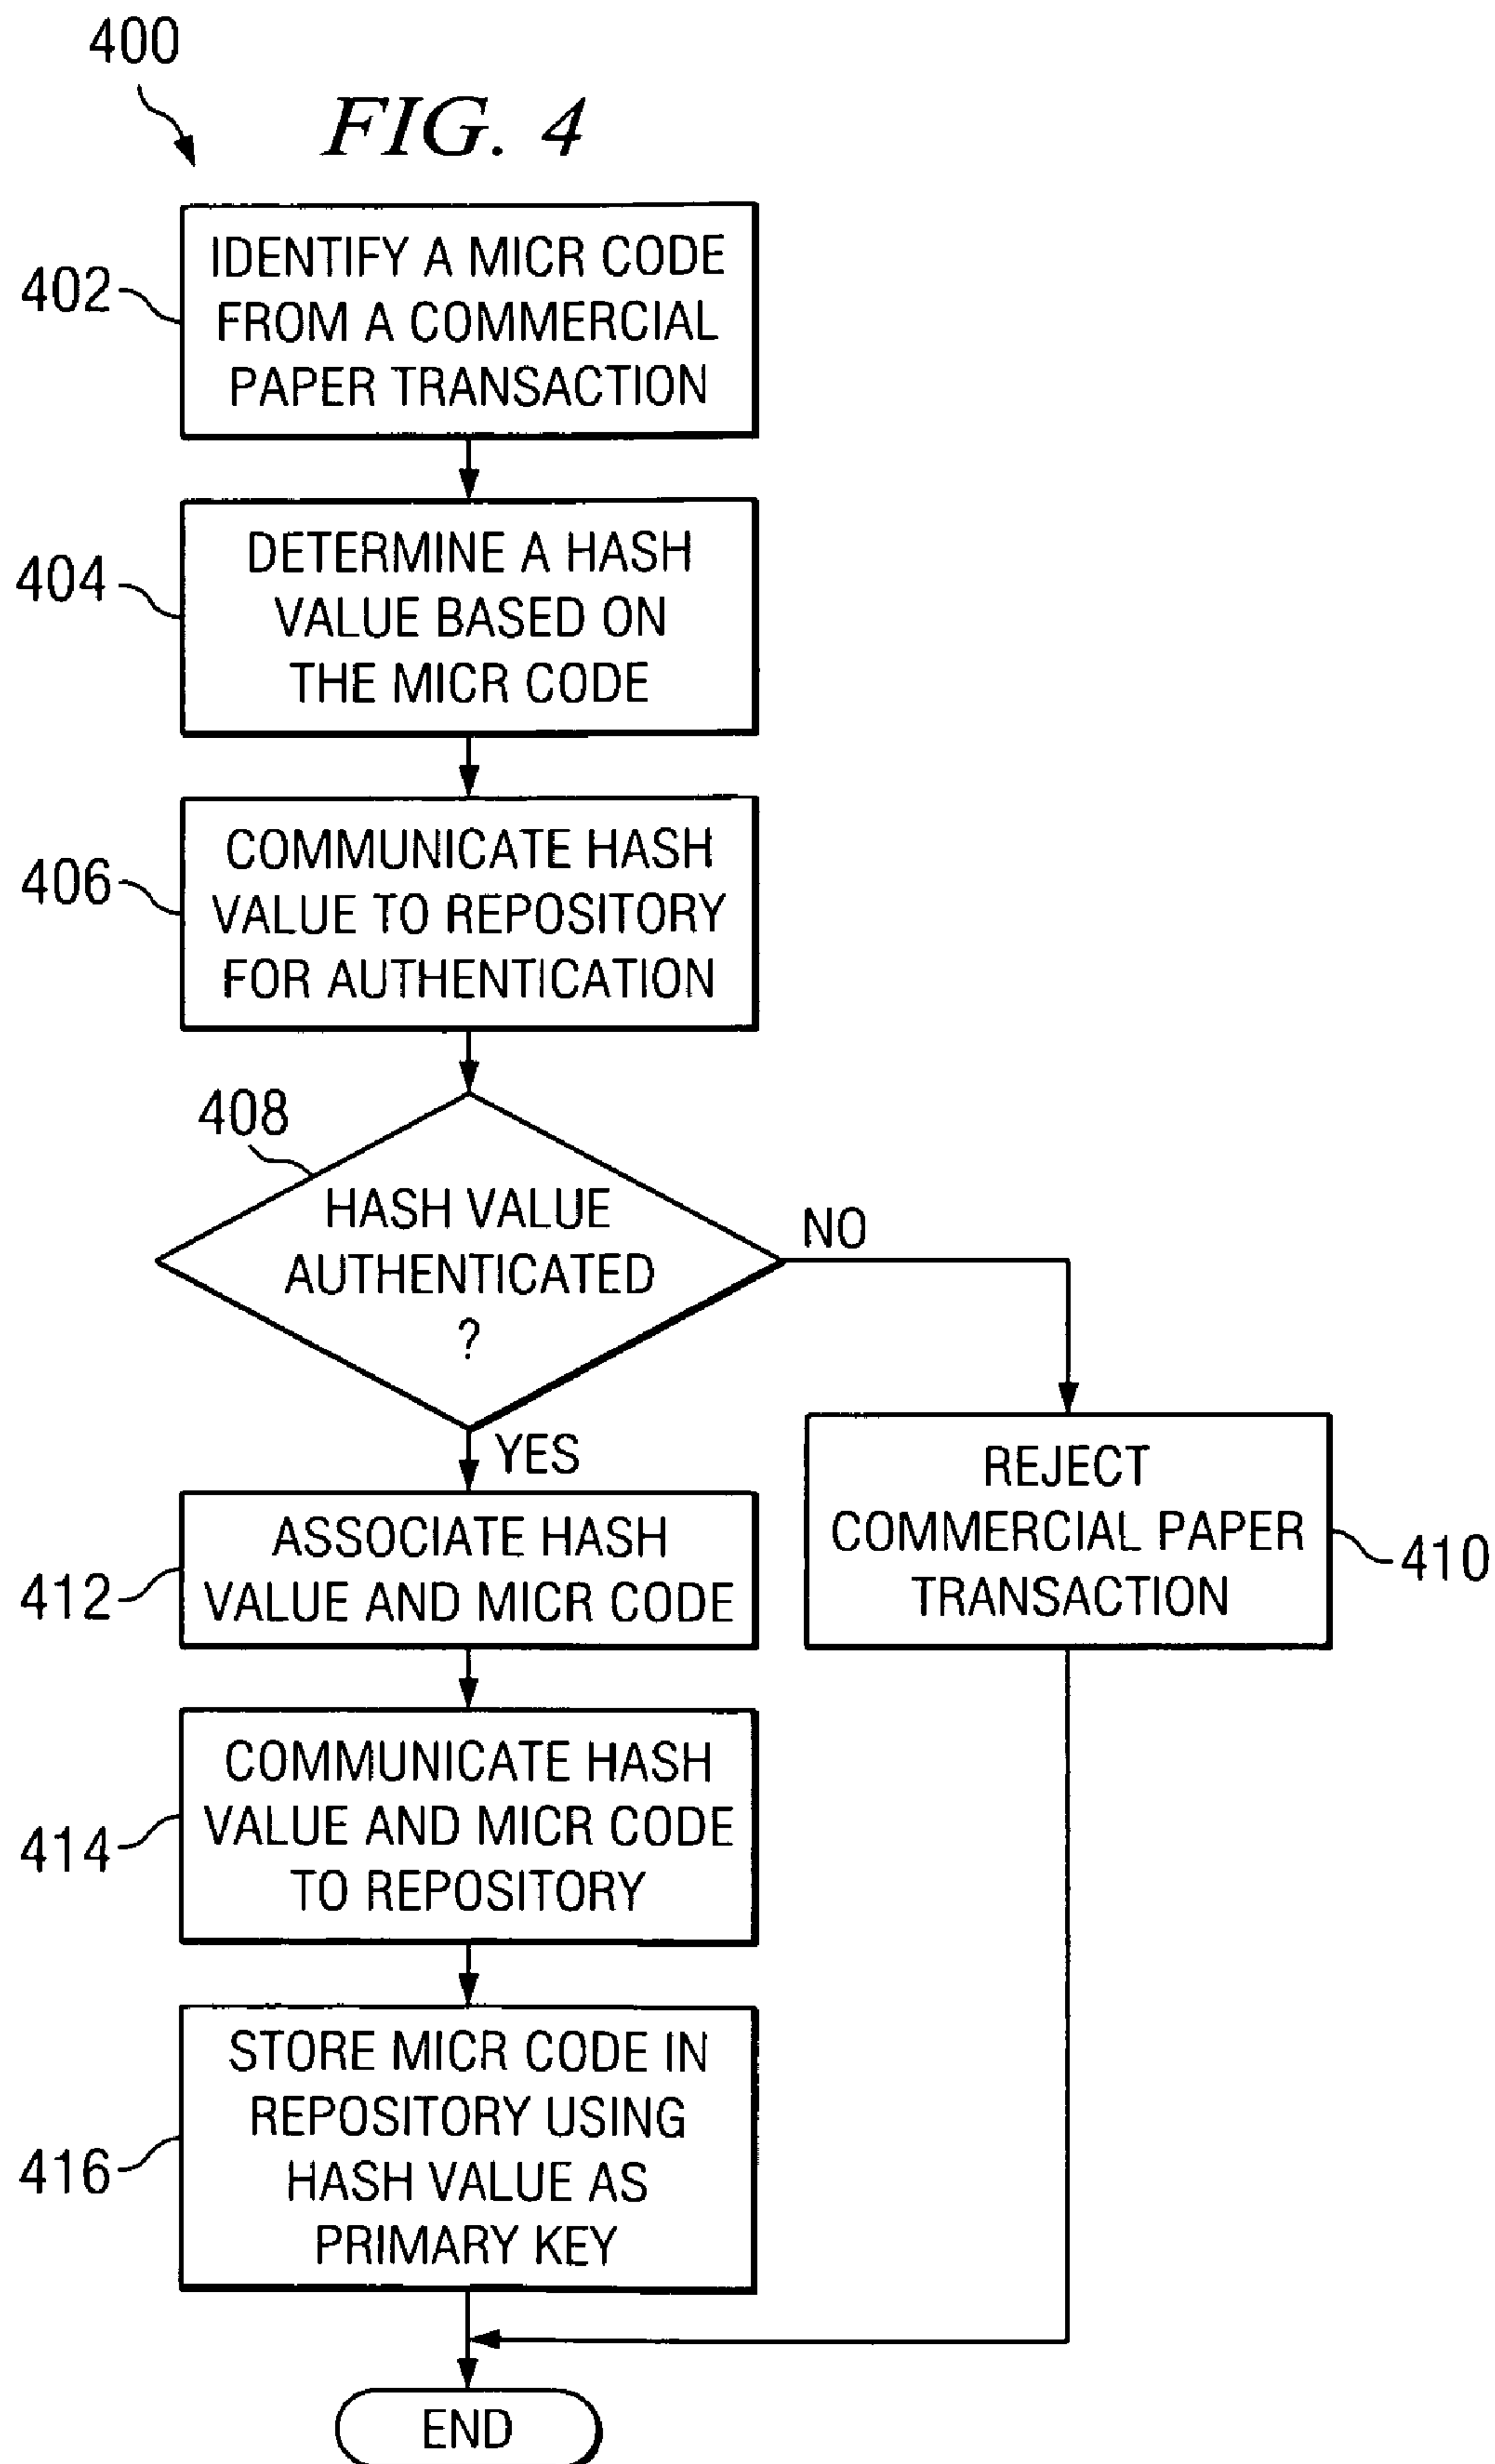 400
FIG. 4
402
IDENTIFY A MICR CODE
FROM A COMMERCIAL
PAPER TRANSACTION
404
DETERMINE A HASH
VALUE BASED ON
THE MICR CODE
406
COMMUNICATE HASH
VALUE TO REPOSITORY
FOR AUTHENTICATION
408
HASH VALUE
AUTHENTICATED
?
NO
YES
REJECT
COMMERCIAL PAPER
TRANSACTION
410
412
ASSOCIATE HASH
VALUE AND MICR CODE
414
COMMUNICATE HASH
VALUE AND MICR CODE
TO REPOSITORY
416
STORE MICR CODE IN
REPOSITORY USING
HASH VALUE AS
PRIMARY KEY
END